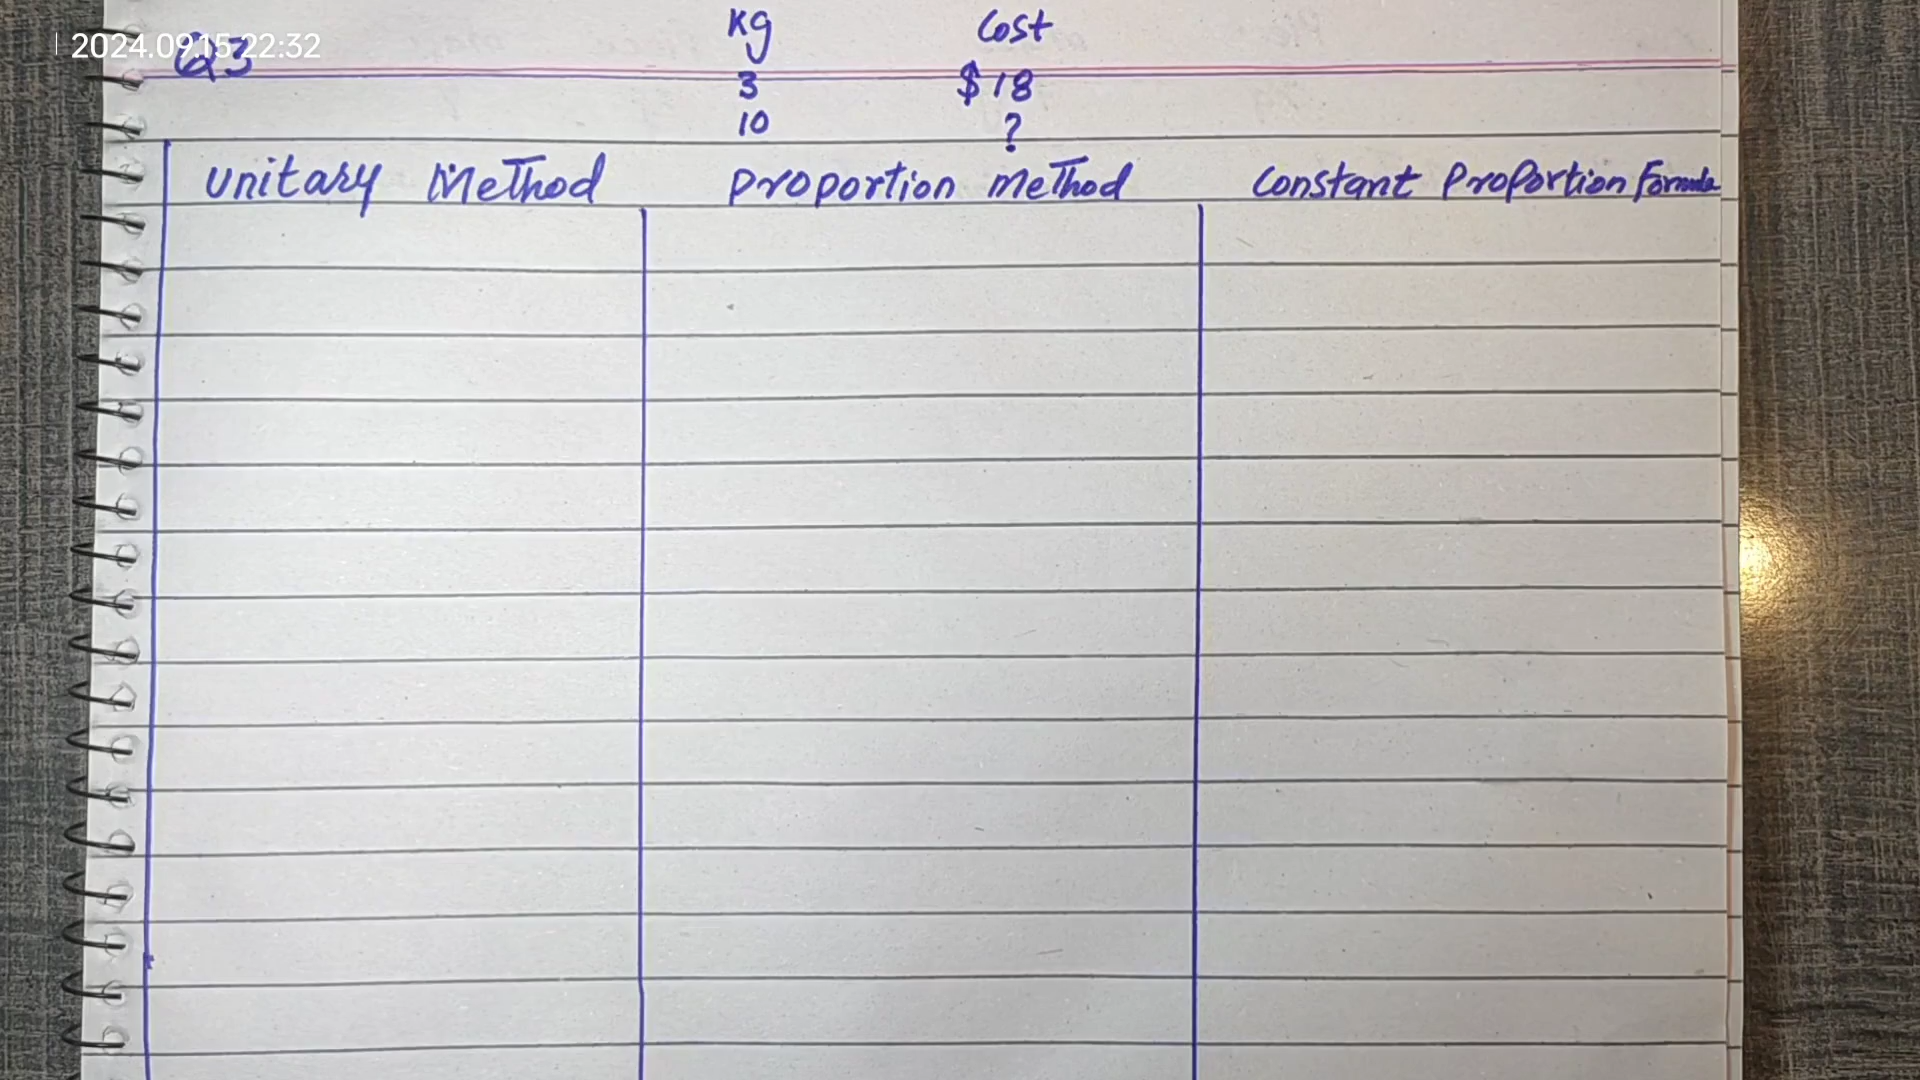 2024.09.15 22:32
Q3
Kg Cost
3 $18
10 ?
Unitary Method Proportion Method Constant Proportion Formula